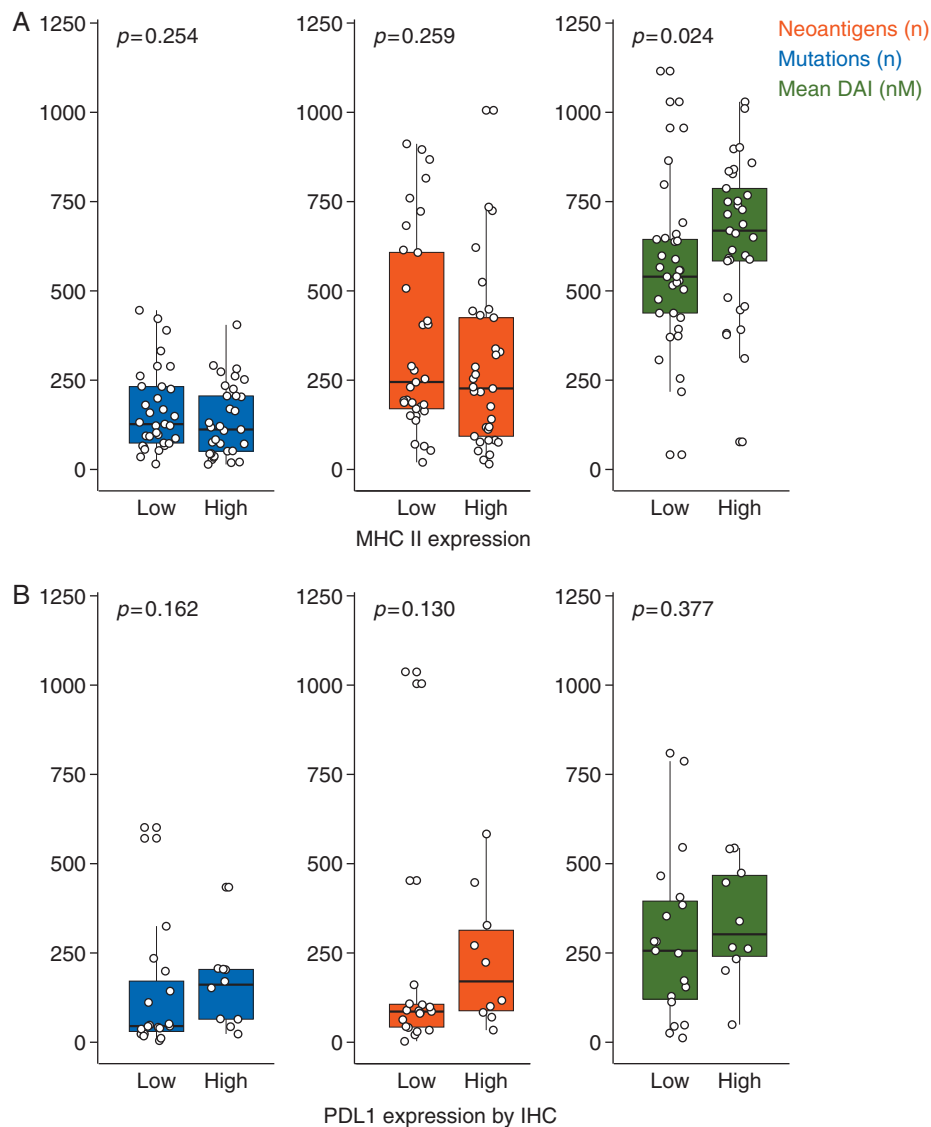 A
p=0.254
p=0.259
p=0.024
Neoantigens (n)
Mutations (n)
Mean DAI (nM)
1250
1000
750
500
250
0
1250
1000
750
500
250
0
1250
1000
750
500
250
0
Low High
Low High
Low High
MHC II expression
B
p=0.162
p=0.130
p=0.377
1250
1000
750
500
250
0
1250
1000
750
500
250
0
1250
1000
750
500
250
0
Low High
Low High
Low High
PDL1 expression by IHC